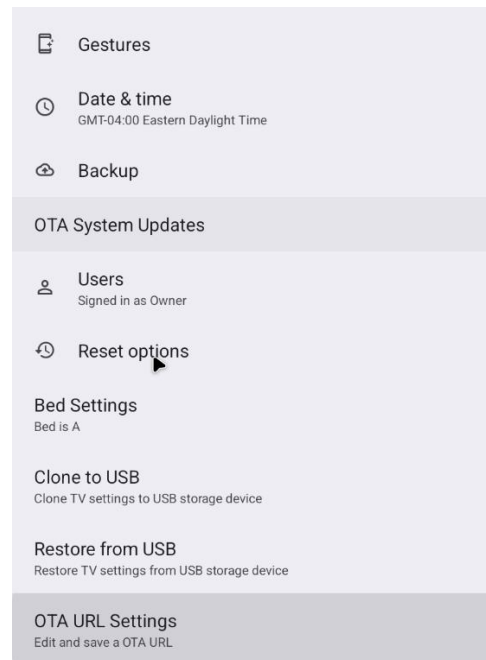 Gestures
Date & time
GMT-04:00 Eastern Daylight Time
Backup
OTA System Updates
Users
Signed in as Owner
Reset options
Bed Settings
Bed is A
Clone to USB
Clone TV settings to USB storage device
Restore from USB
Restore TV settings from USB storage device
OTA URL Settings
Edit and save a OTA URL